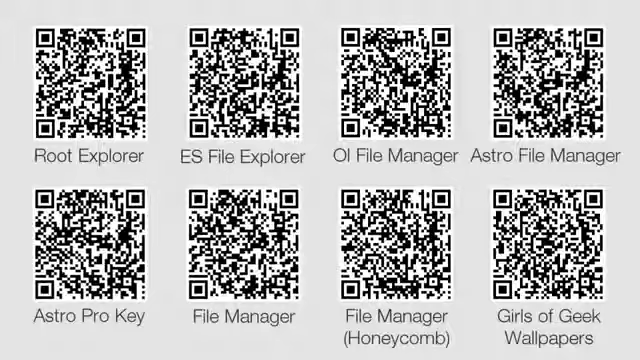 Root Explorer
ES File Explorer
OI File Manager
Astro File Manager
Astro Pro Key
File Manager
File Manager
(Honeycomb)
Girls of Geek
Wallpapers